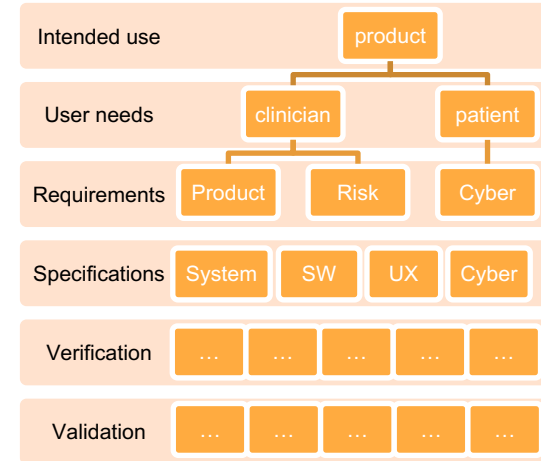 Intended use
product
User needs
clinician
patient
Requirements
Product
Risk
Cyber
Specifications
System
SW
UX
Cyber
Verification
…
…
…
…
…
Validation
…
…
…
…
…